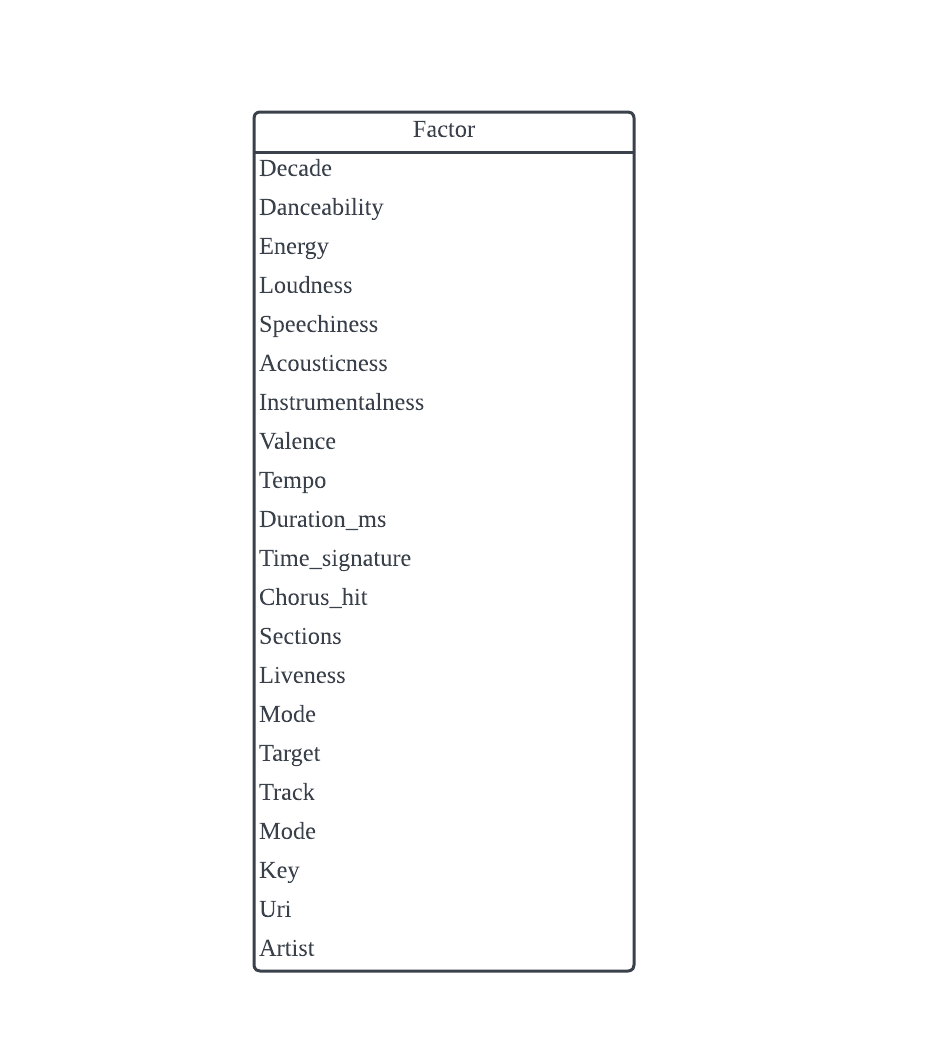 Factor
Decade
Danceability
Energy
Loudness
Speechiness
Acousticness
Instrumentalness
Valence
Tempo
Duration_ms
Time_signature
Chorus_hit
Sections
Liveness
Mode
Target
Track
Mode
Key
Uri
Artist